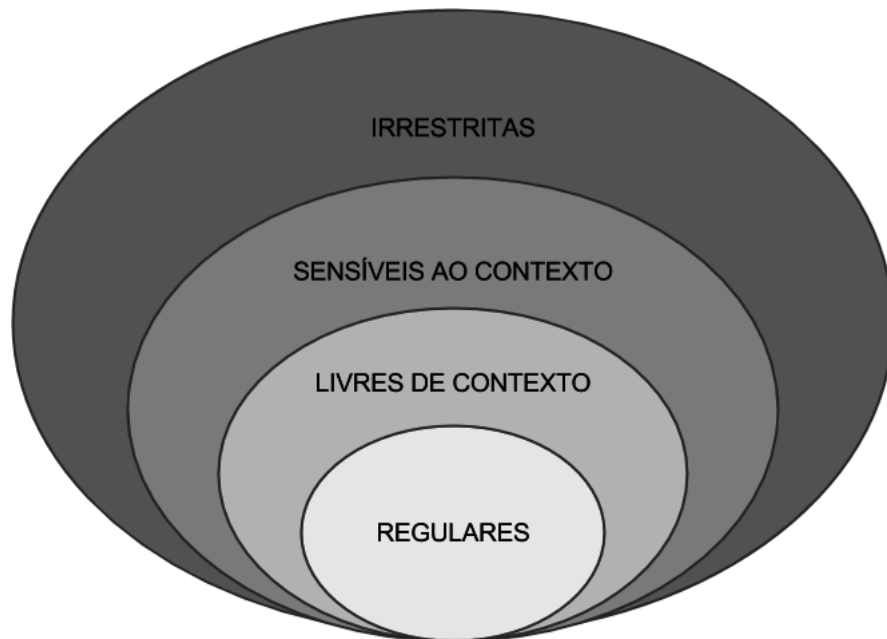 IRRESTRITAS
SENSÍVEIS AO CONTEXTO
LIVRES DE CONTEXTO
REGULARES